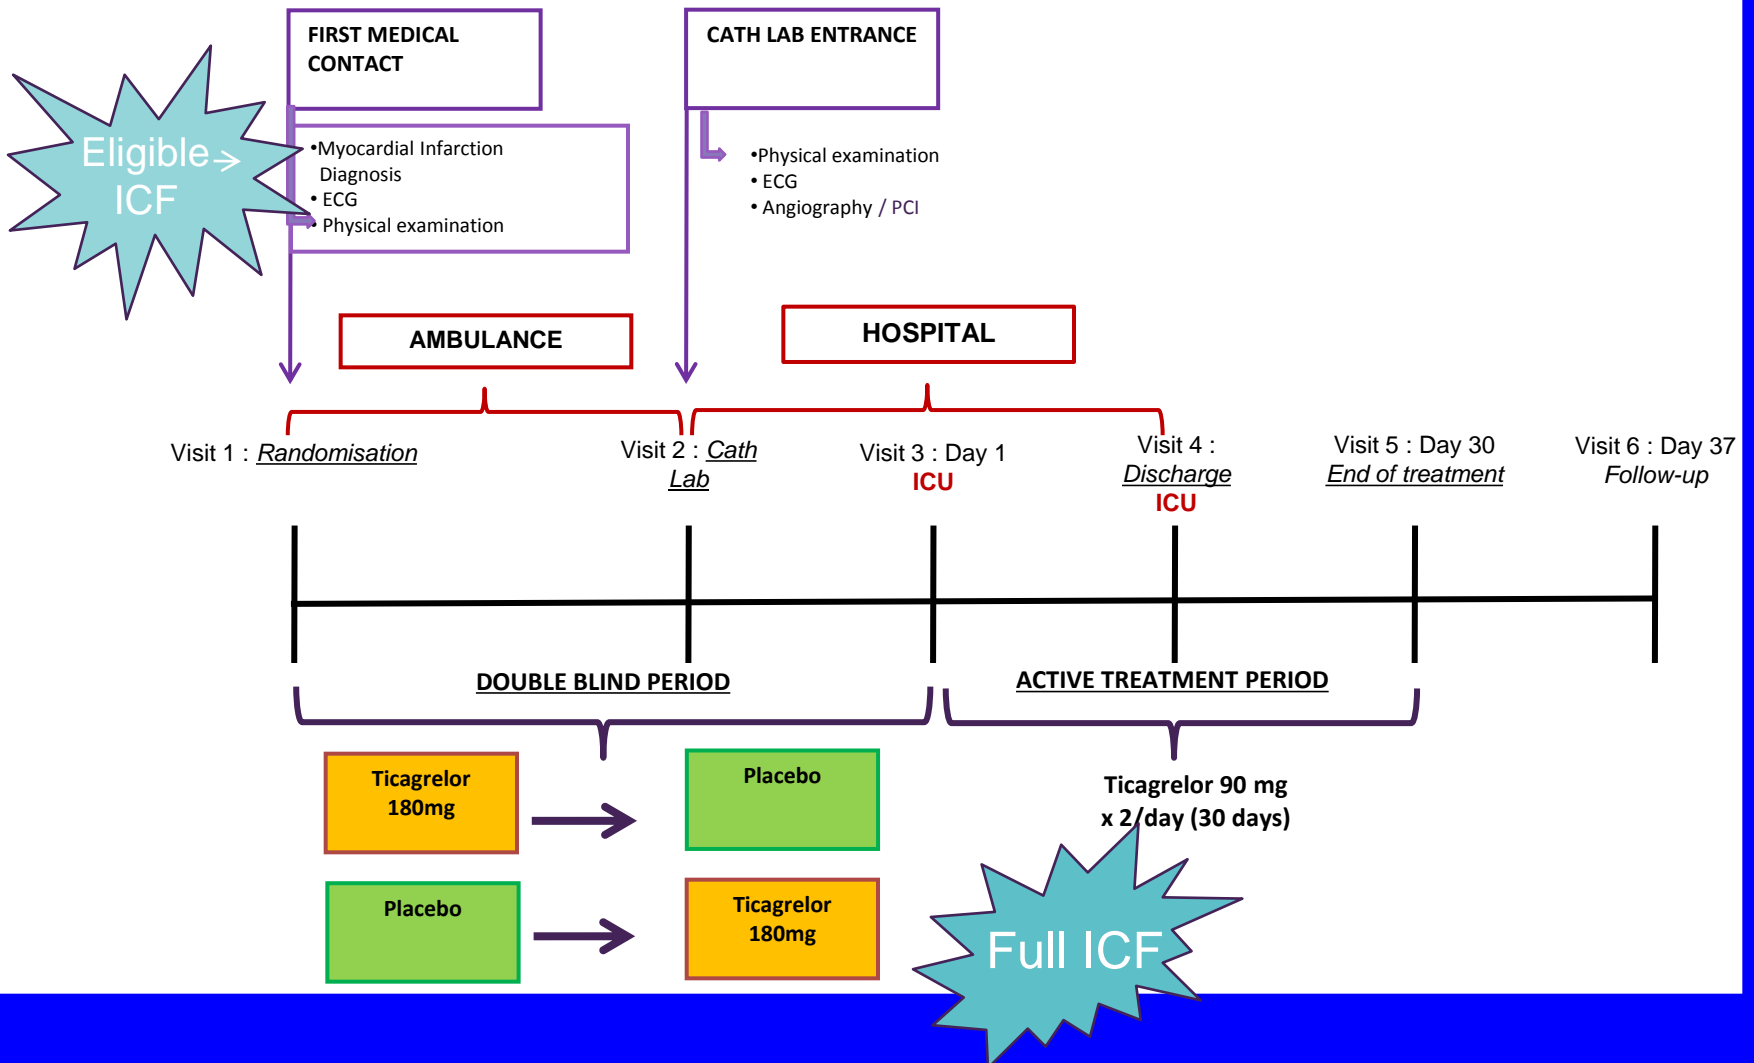 FIRST MEDICAL
CONTACT
CATH LAB ENTRANCE
Eligible →
ICF
•Myocardial Infarction
Diagnosis
• ECG
• Physical examination
•Physical examination
• ECG
• Angiography / PCI
AMBULANCE
HOSPITAL
Visit 1 : Randomisation
Visit 2 : Cath
Lab
Visit 3 : Day 1
ICU
Visit 4 :
Discharge
ICU
Visit 5 : Day 30
End of treatment
Visit 6 : Day 37
Follow-up
DOUBLE BLIND PERIOD
ACTIVE TREATMENT PERIOD
Ticagrelor
180mg
Placebo
Ticagrelor 90 mg
x 2/day (30 days)
Placebo
Ticagrelor
180mg
Full ICF